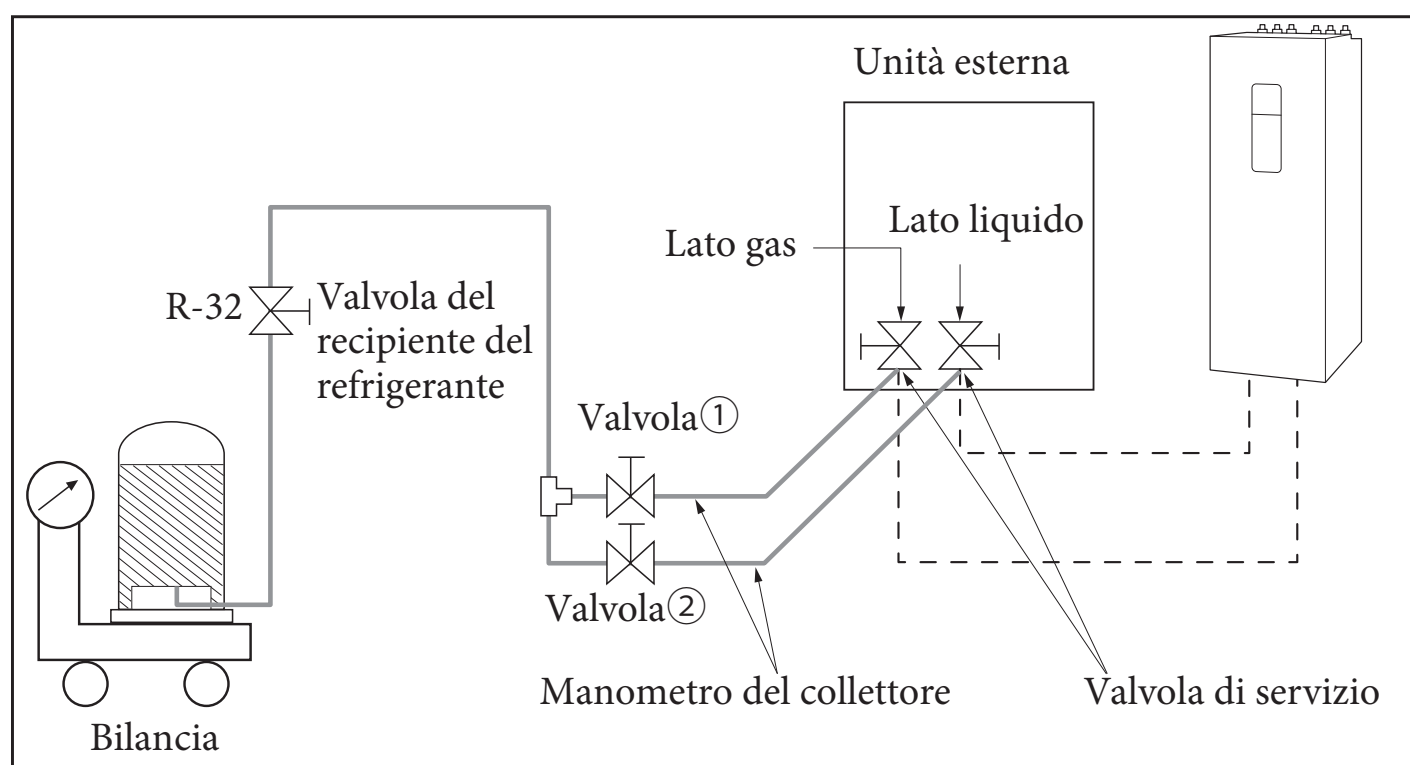 Unità esterna
Lato liquido
Lato gas
R-32
Valvola del
recipiente del
refrigerante
Valvola①
Valvola②
Manometro del collettore
Valvola di servizio
Bilancia